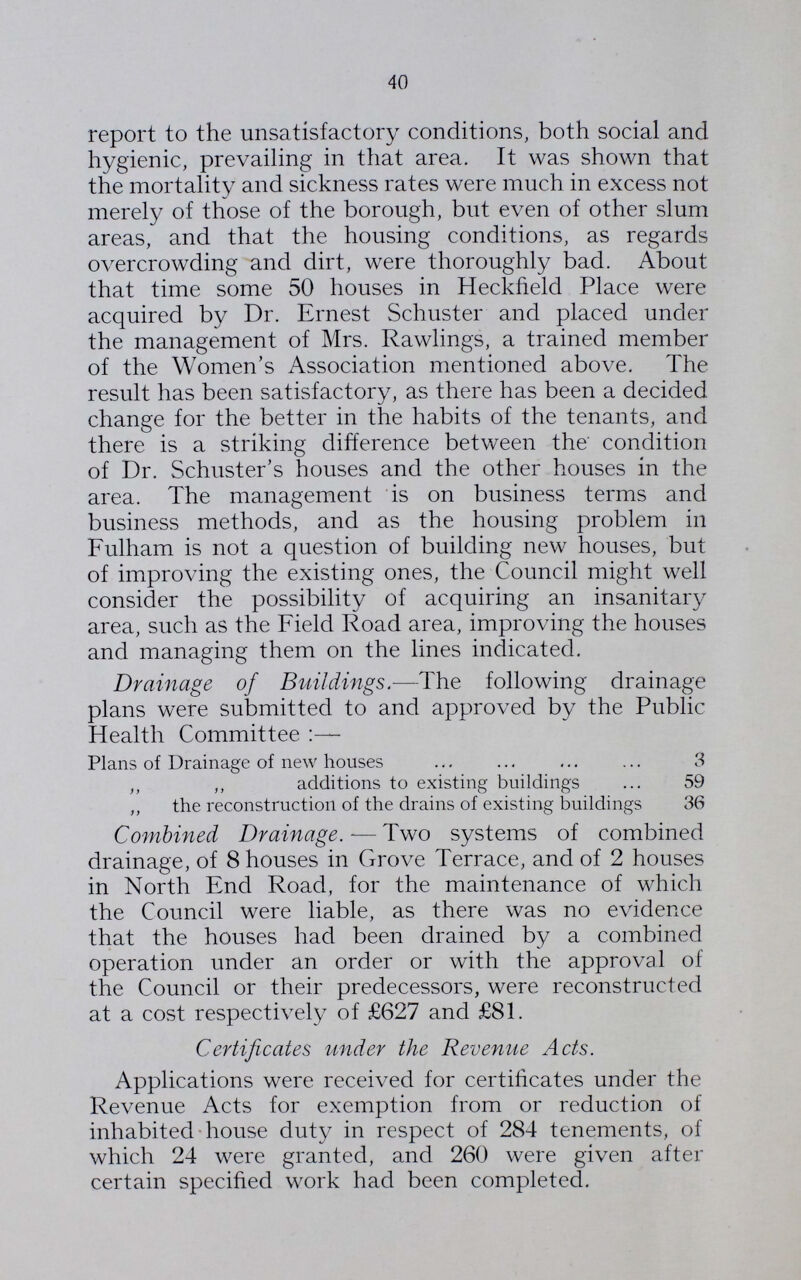 40
report to the unsatisfactory conditions, both social and
hygienic, prevailing in that area. It was shown that
the mortality and sickness rates were much in excess not
merely of those of the borough, but even of other slum
areas, and that the housing conditions, as regards
overcrowding and dirt, were thoroughly bad. About
that time some 50 houses in Heckfield Place were
acquired by Dr. Ernest Schuster and placed under
the management of Mrs. Rawlings, a trained member
of the Women's Association mentioned above. The
result has been satisfactory, as there has been a decided
change for the better in the habits of the tenants, and
there is a striking difference between the condition
of Dr. Schuster's houses and the other houses in the
area. The management is on business terms and
business methods, and as the housing problem in
Fulham is not a question of building new houses, but
of improving the existing ones, the Council might well
consider the possibility of acquiring an insanitary
area, such as the Field Road area, improving the houses
and managing them on the lines indicated.
Drainage of Buildings.—The following drainage
plans were submitted to and approved by the Public
Health Committee :—
Plans of Drainage of new houses ... ... ... ... 3
,, ,, additions to existing buildings ... 59
,, the reconstruction of the drains of existing buildings 36
Combined Drainage. — Two systems of combined
drainage, of 8 houses in Grove Terrace, and of 2 houses
in North End Road, for the maintenance of which
the Council were liable, as there was no evidence
that the houses had been drained by a combined
operation under an order or with the approval of
the Council or their predecessors, were reconstructed
at a cost respectively of £627 and £81.
Certificates under the Revenue Acts.
Applications were received for certificates under the
Revenue Acts for exemption from or reduction of
inhabited house duty in respect of 284 tenements, of
which 24 were granted, and 260 were given after
certain specified work had been completed.